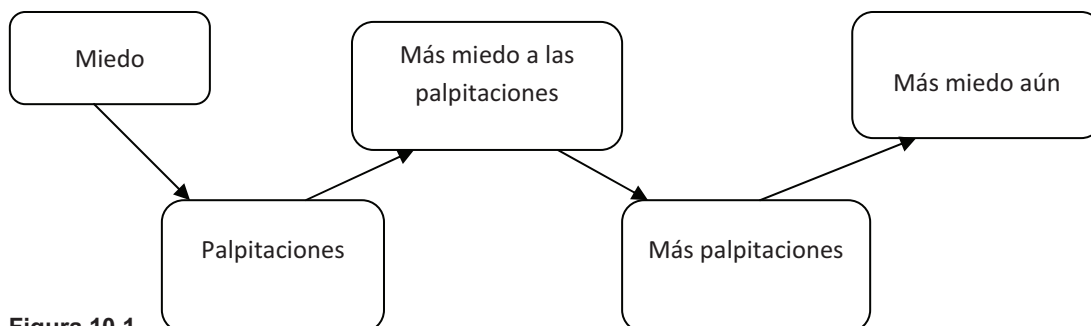 Miedo
Más miedo a las
palpitaciones
Más miedo aún
Palpitaciones
Más palpitaciones
Figura 10.1